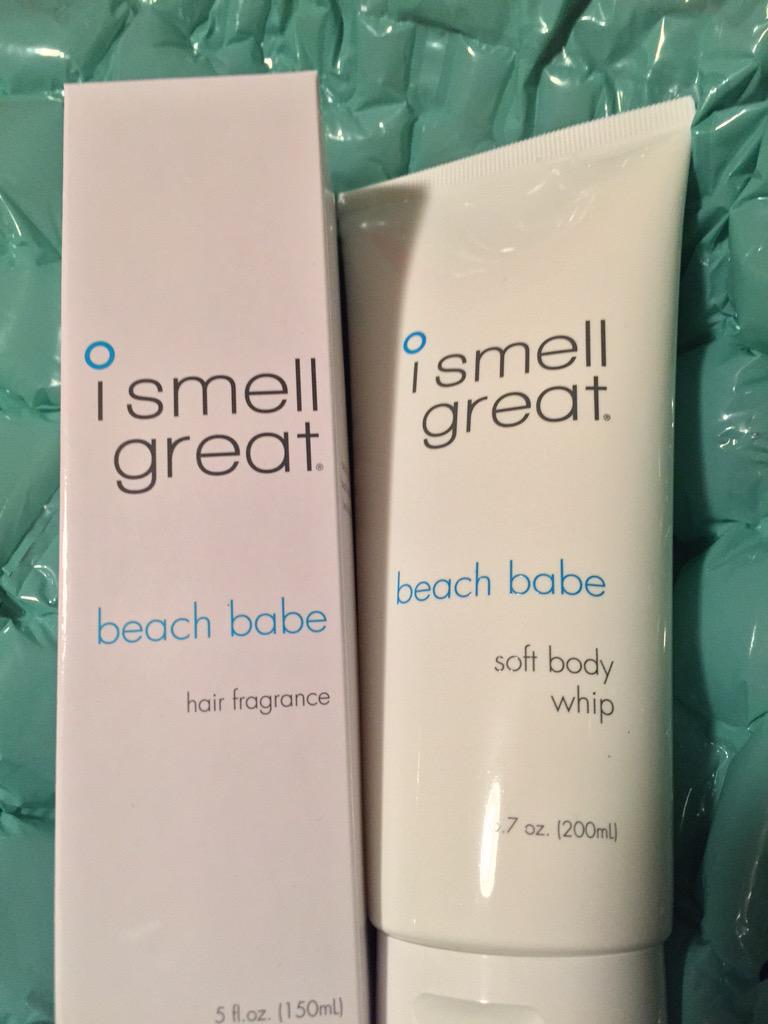 i smell
great®
beach babe
hair fragrance
5 fl.oz. (150mL)
i smell
great®
beach babe
soft body
whip
.7 oz. (200mL)